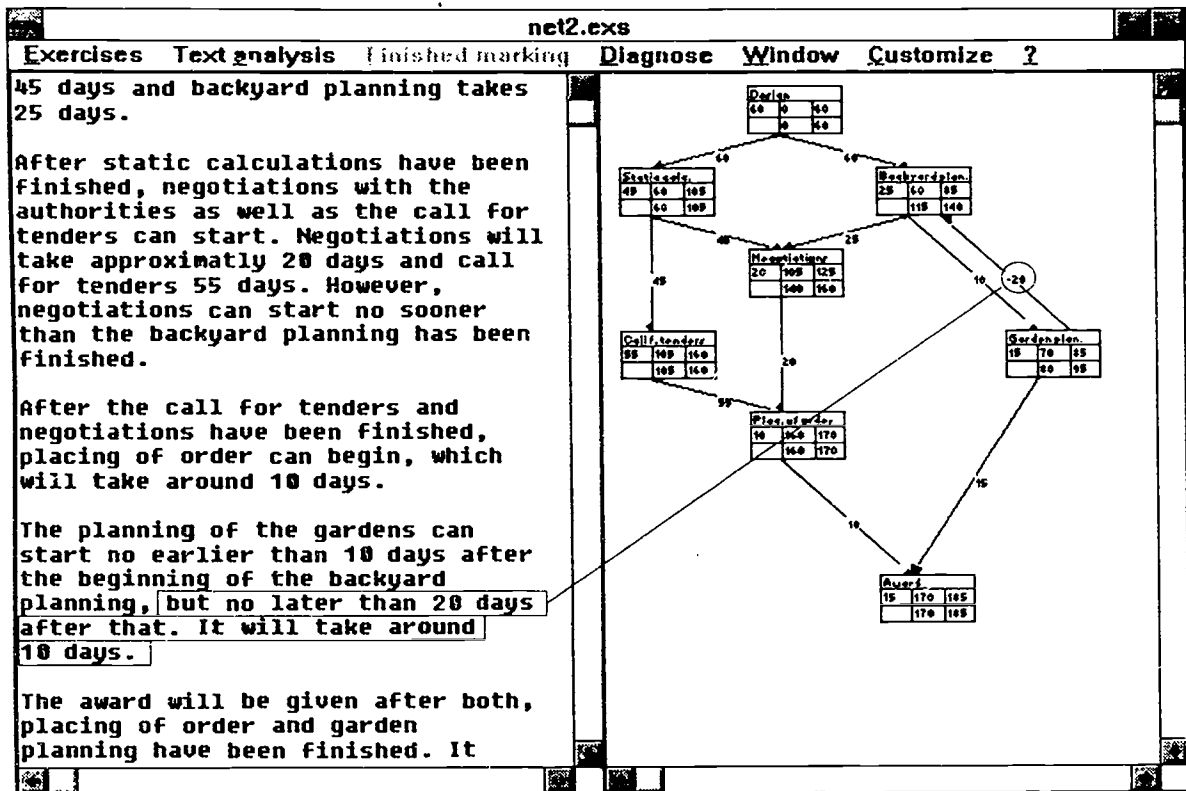 net2.exs
Exercises Text analysis Finished marking Diagnose Window Customize ?
45 days and backyard planning takes
25 days.
After static calculations have been
finished, negotiations with the
authorities as well as the call for
tenders can start. Negotiations will
take approximatly 20 days and call
for tenders 55 days. However,
negotiations can start no sooner
than the backyard planning has been
finished.
After the call for tenders and
negotiations have been finished,
placing of order can begin, which
will take around 10 days.
The planning of the gardens can
start no earlier than 10 days after
the beginning of the backyard
planning, but no later than 20 days
after that. It will take around
10 days.
The award will be given after both,
placing of order and garden
planning have been finished. It
Design
60 0 60
0 60
60 60
Static calc.
45 60 105
60 105
Backyard plan.
25 60 85
115 140
45 25
Negotiations
20 105 125
140 160
45
10 -20
Call f. tenders
55 105 160
105 160
Garden plan.
15 70 85
80 95
20
55
Plac. of order
10 160 170
160 170
15
10
15 170 185
170 185